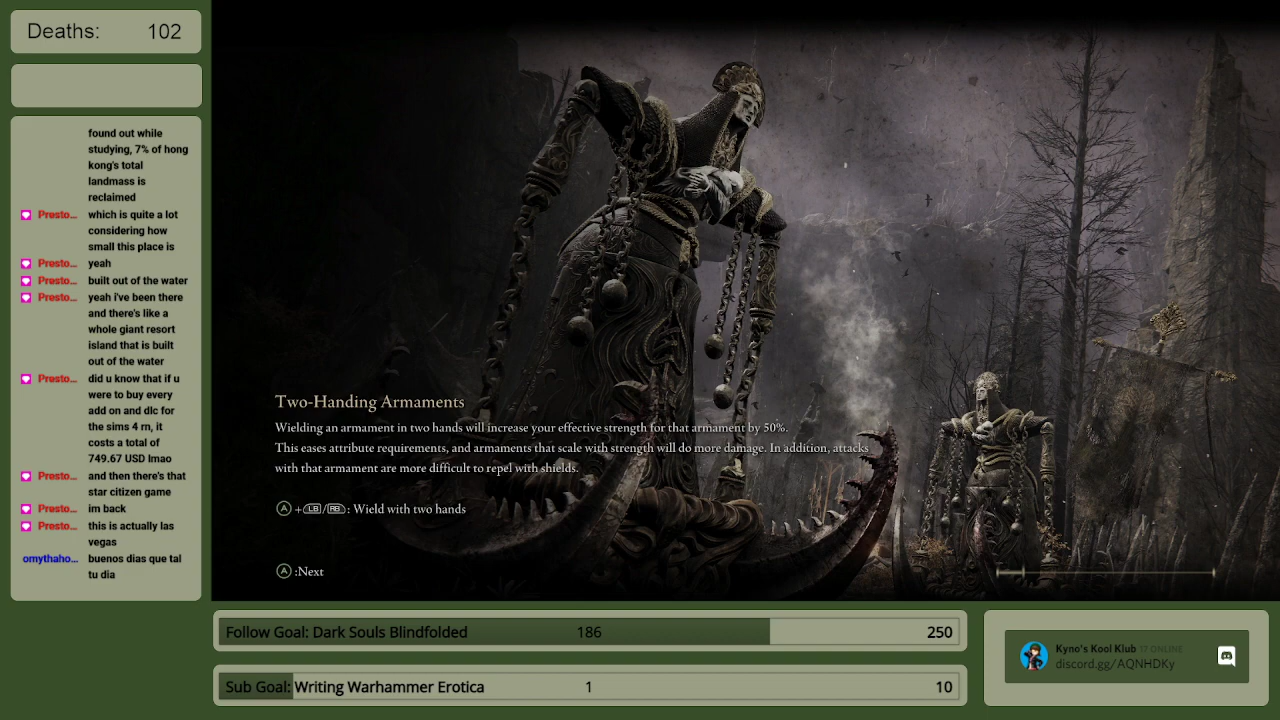 Deaths: 102
found out while
studying, 7% of hong
kong's total
landmass is
reclaimed
Presto... which is quite a lot
considering how
small this place is
Presto... yeah
Presto... built out of the water
Presto... yeah i've been there
and there's like a
whole giant resort
island that is built
out of the water
Presto... did u know that if u
were to buy every
add on and dlc for
the sims 4 rn, it
costs a total of
749.67 USD lmao
Presto... and then there's that
star citizen game
Presto... im back
Presto... this is actually las
vegas
omythaho... buenos dias que tal
tu dia
Two-Handing Armaments
Wielding an armament in two hands will increase your effective strength for that armament by 50%.
This eases attribute requirements, and armaments that scale with strength will do more damage. In addition, attacks
with that armament are more difficult to repel with shields.
A+LB/RB: Wield with two hands
A:Next
Follow Goal: Dark Souls Blindfolded 186 250
Sub Goal: Writing Warhammer Erotica 1 10
Kyno's Kool Klub 17 ONLINE
discord.gg/AQNHDKy